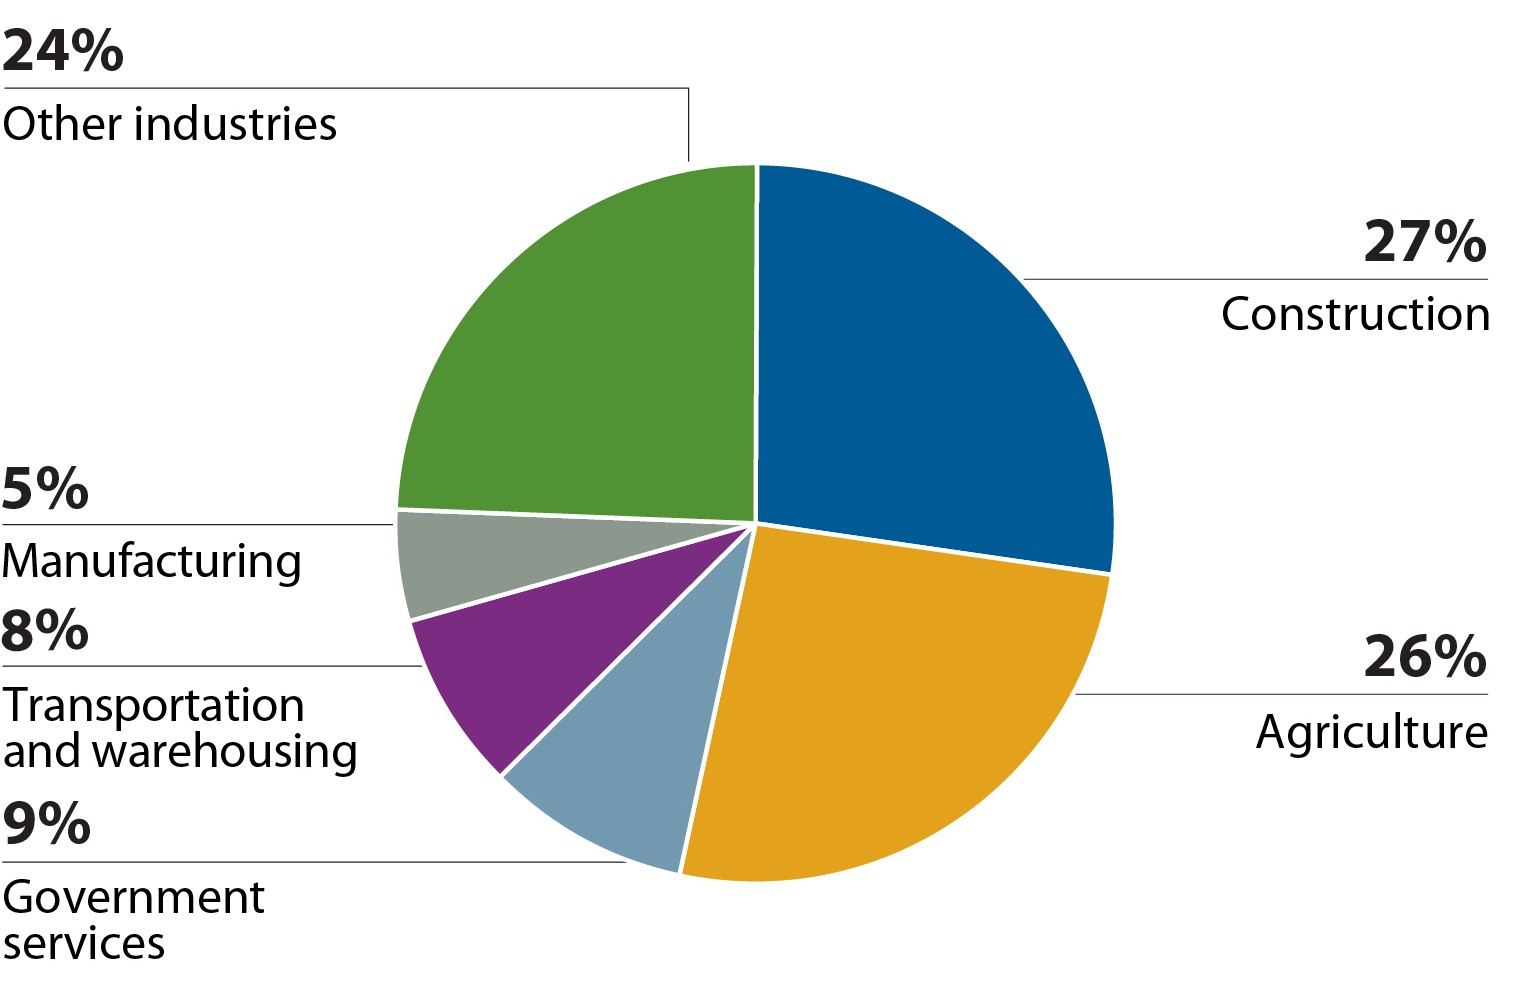 24%
Other industries
27%
Construction
5%
Manufacturing
8%
Transportation
and warehousing
26%
Agriculture
9%
Government
services